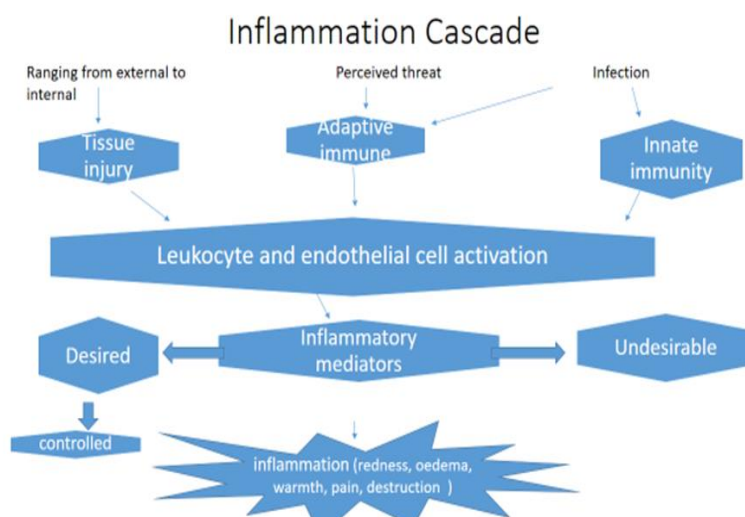 Inflammation Cascade
Ranging from external to
internal
Perceived threat
Infection
Tissue
injury
Adaptive
immune
Innate
immunity
Leukocyte and endothelial cell activation
Desired
Inflammatory
mediators
Undesirable
controlled
inflammation (redness, oedema,
warmth, pain, destruction )